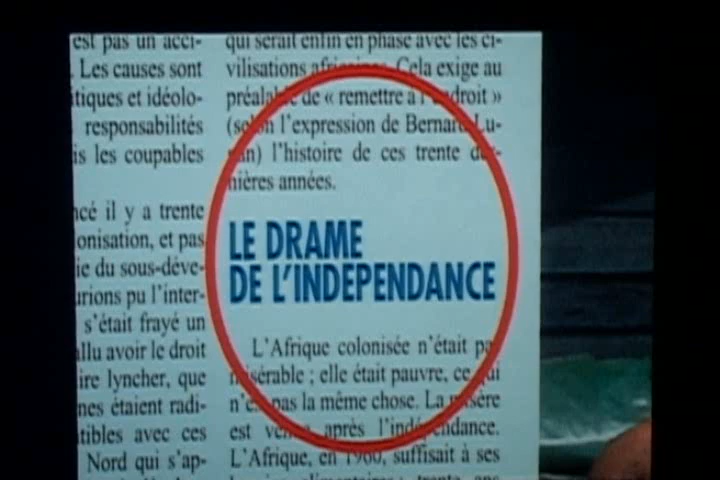 est pas un acci-
. Les causes sont
tiques et idéolo-
responsabilités
is les coupables
ncé il y a trente
onisation, et pas
ie du sous-déve-
urions pu l'inter-
s'était frayé un
allu avoir le droit
ire lyncher, que
nes étaient radi-
tibles avec ces
Nord qui s'ap-
qui serait enfin en phase avec les ci-
vilisations africaines. Cela exige au
préalable de « remettre à l'endroit »
(selon l'expression de Bernard Lu-
gan) l'histoire de ces trente der-
nières années.
LE DRAME
DE L'INDEPENDANCE
L'Afrique colonisée n'était pas
misérable ; elle était pauvre, ce qui
n'est pas la même chose. La misère
est venue après l'indépendance.
L'Afrique, en 1960, suffisait à ses
alimentaires ; trente ans